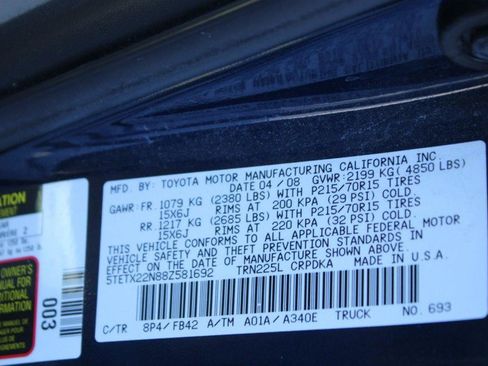 MFD. BY: TOYOTA MOTOR MANUFACTURING CALIFORNIA INC.
DATE 04 / 08 GVWR: 2199 KG( 4850 LBS)
GAWR: FR. 1079 KG (2380 LBS) WITH P215/70R15 TIRES
15X6J RIMS AT 200 KPA (29 PSI) COLD.
RR. 1217 KG (2685 LBS) WITH P215/70R15 TIRES
15X6J RIMS AT 220 KPA (32 PSI) COLD.
THIS VEHICLE CONFORMS TO ALL APPLICABLE FEDERAL MOTOR
VEHICLE SAFETY AND THEFT PREVENTION STANDARDS IN
EFFECT ON THE DATE OF MANUFACTURE SHOWN ABOVE.
5TETX22N88Z581692 TRN225L CRPDKA MADE IN U.S.A.
C/TR 8P4/ FB42 A/TM A01A/ A340E TRUCK NO. 693
003
OWNER'S
MANUAL FOR